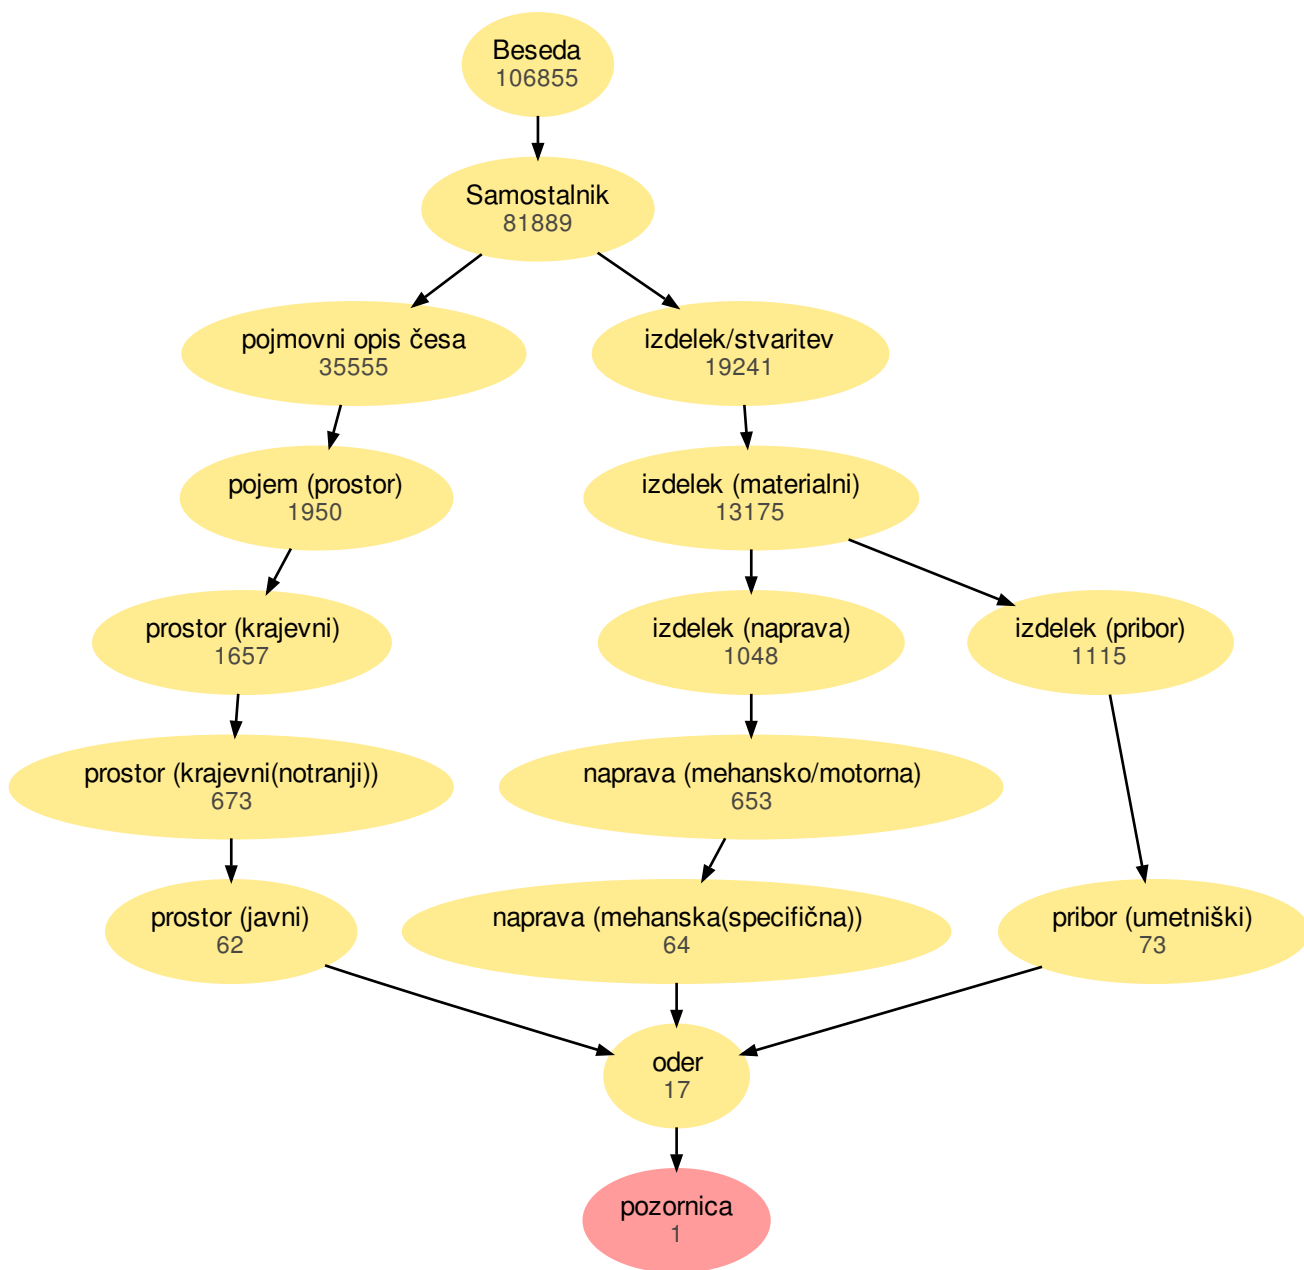 Beseda
106855
Samostalnik
81889
pojmovni opis česa
35555
izdelek/stvaritev
19241
pojem (prostor)
1950
izdelek (materialni)
13175
prostor (krajevni)
1657
izdelek (naprava)
1048
izdelek (pribor)
1115
prostor (krajevni(notranji))
673
naprava (mehansko/motorna)
653
prostor (javni)
62
naprava (mehanska(specifična))
64
pribor (umetniški)
73
oder
17
pozornica
1